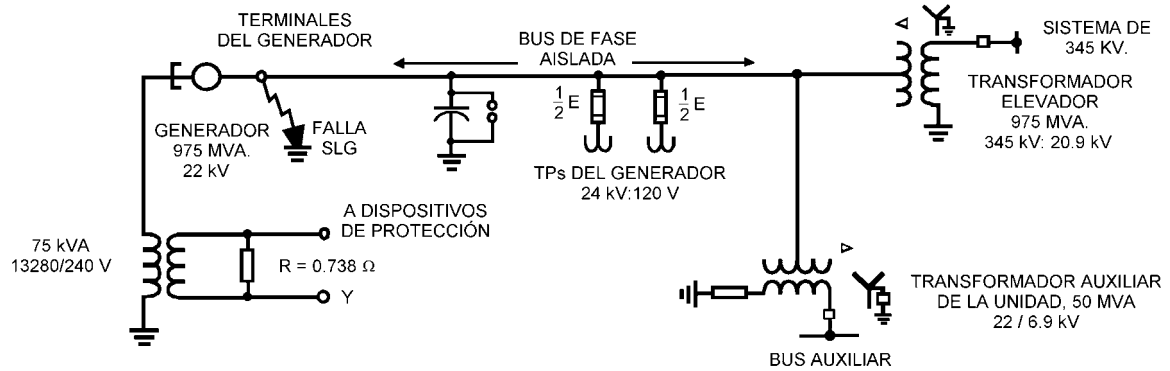 TERMINALES
DEL GENERADOR
BUS DE FASE
AISLADA
SISTEMA DE
345 KV.
TRANSFORMADOR
ELEVADOR
975 MVA.
345 kV: 20.9 kV
1/2 E
1/2 E
GENERADOR
975 MVA.
22 kV
FALLA
SLG
TPs DEL GENERADOR
24 kV:120 V
A DISPOSITIVOS
DE PROTECCIÓN
75 kVA
13280/240 V
R = 0.738 Ω
Y
TRANSFORMADOR AUXILIAR
DE LA UNIDAD, 50 MVA
22 / 6.9 kV
BUS AUXILIAR